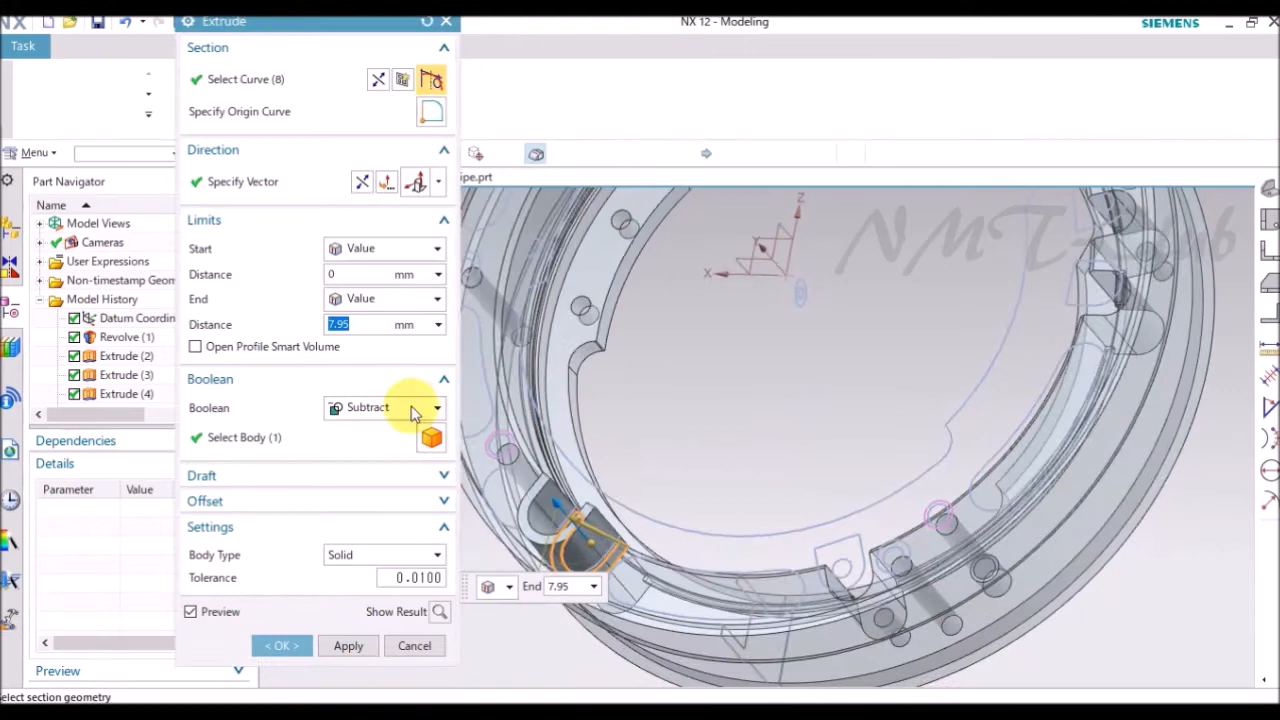 NX
Extrude
NX 12 - Modeling
SIEMENS
Task
Section
Select Curve (8)
Specify Origin Curve
Menu
Direction
ipe.prt
Part Navigator
Specify Vector
Name
Model Views
Limits
Cameras
Start
Value
User Expressions
Distance
0
mm
Non-timestamp Geom
End
Value
Model History
Distance
7.95
mm
Datum Coordin
Revolve (1)
Open Profile Smart Volume
Extrude (2)
Extrude (3)
Boolean
Extrude (4)
Boolean
Subtract
Select Body (1)
Dependencies
Details
Draft
Parameter
Value
Offset
Settings
Body Type
Solid
Tolerance
0.0100
End
7.95
Preview
Show Result
< OK >
Apply
Cancel
Preview
elect section geometry
Z
X